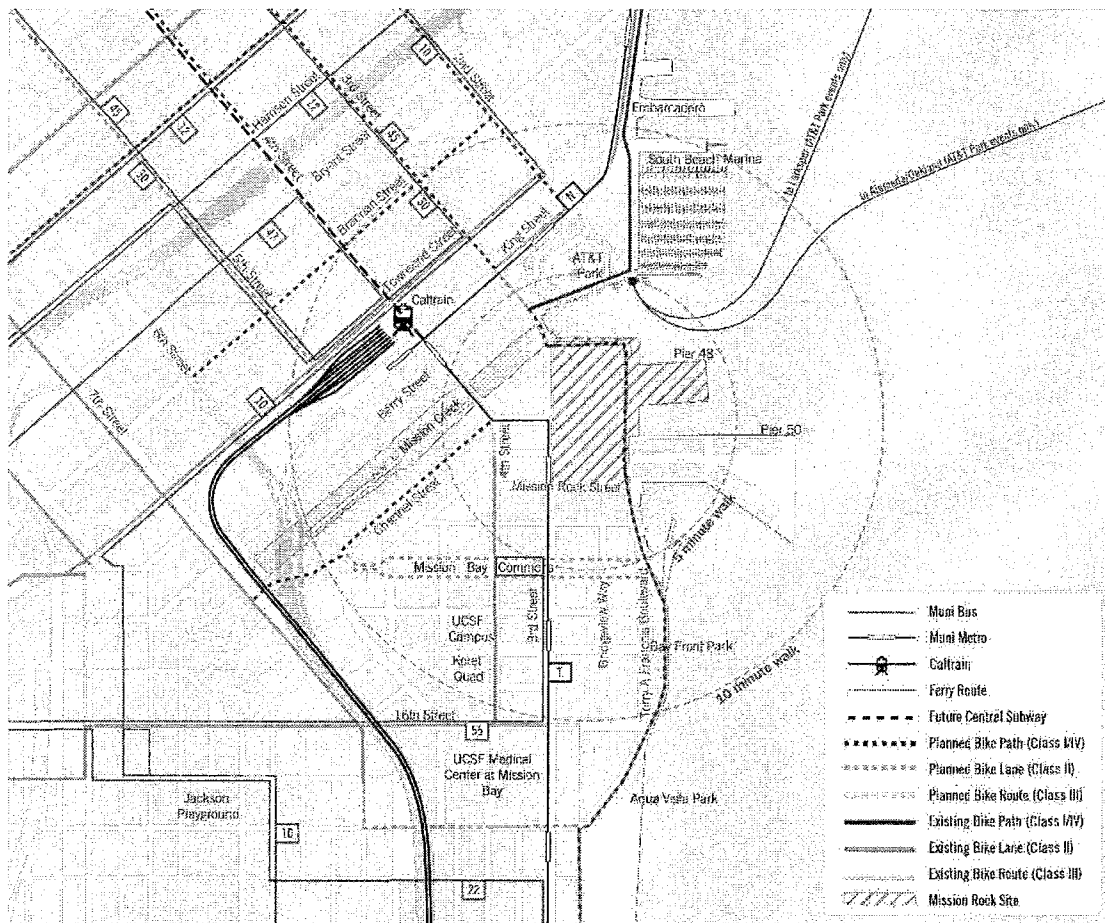 10
2nd Street
3rd Street
Harrison Street
12
45
45
12
4th Street
Bryant Street
Embarcadero
South Beach Marina
to Larkspur (AT&T Park events only)
to Alameda/Oakland (AT&T Park events only)
30
Brannan Street
30
N
47
King Street
Townsend Street
AT&T
Park
5th Street
Caltrain
6th Street
Pier 48
Berry Street
7th Street
10
Mission Creek
4th Street
Pier 50
Channel Street
Mission Rock Street
5 minute walk
Mission Bay Commons
3rd Street
Bridgeview Way
Terry A Francois Boulevard
UCSF
Campus
Koret
Quad
Bay Front Park
T
10 minute walk
16th Street
55
UCSF Medical
Center at Mission
Bay
Jackson
Playground
Agua Vista Park
10
22
Muni Bus
Muni Metro
Caltrain
Ferry Route
Future Central Subway
Planned Bike Path (Class I/IV)
Planned Bike Lane (Class II)
Planned Bike Route (Class III)
Existing Bike Path (Class I/IV)
Existing Bike Lane (Class II)
Existing Bike Route (Class III)
Mission Rock Site